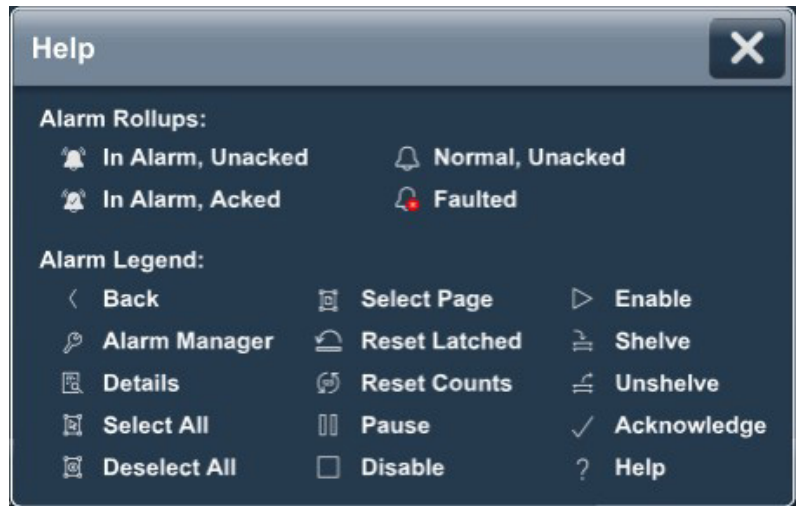 Help
Alarm Rollups:
In Alarm, Unacked
Normal, Unacked
In Alarm, Acked
Faulted
Alarm Legend:
Back
Select Page
Enable
Alarm Manager
Reset Latched
Shelve
Details
Reset Counts
Unshelve
Select All
Pause
Acknowledge
Deselect All
Disable
? Help